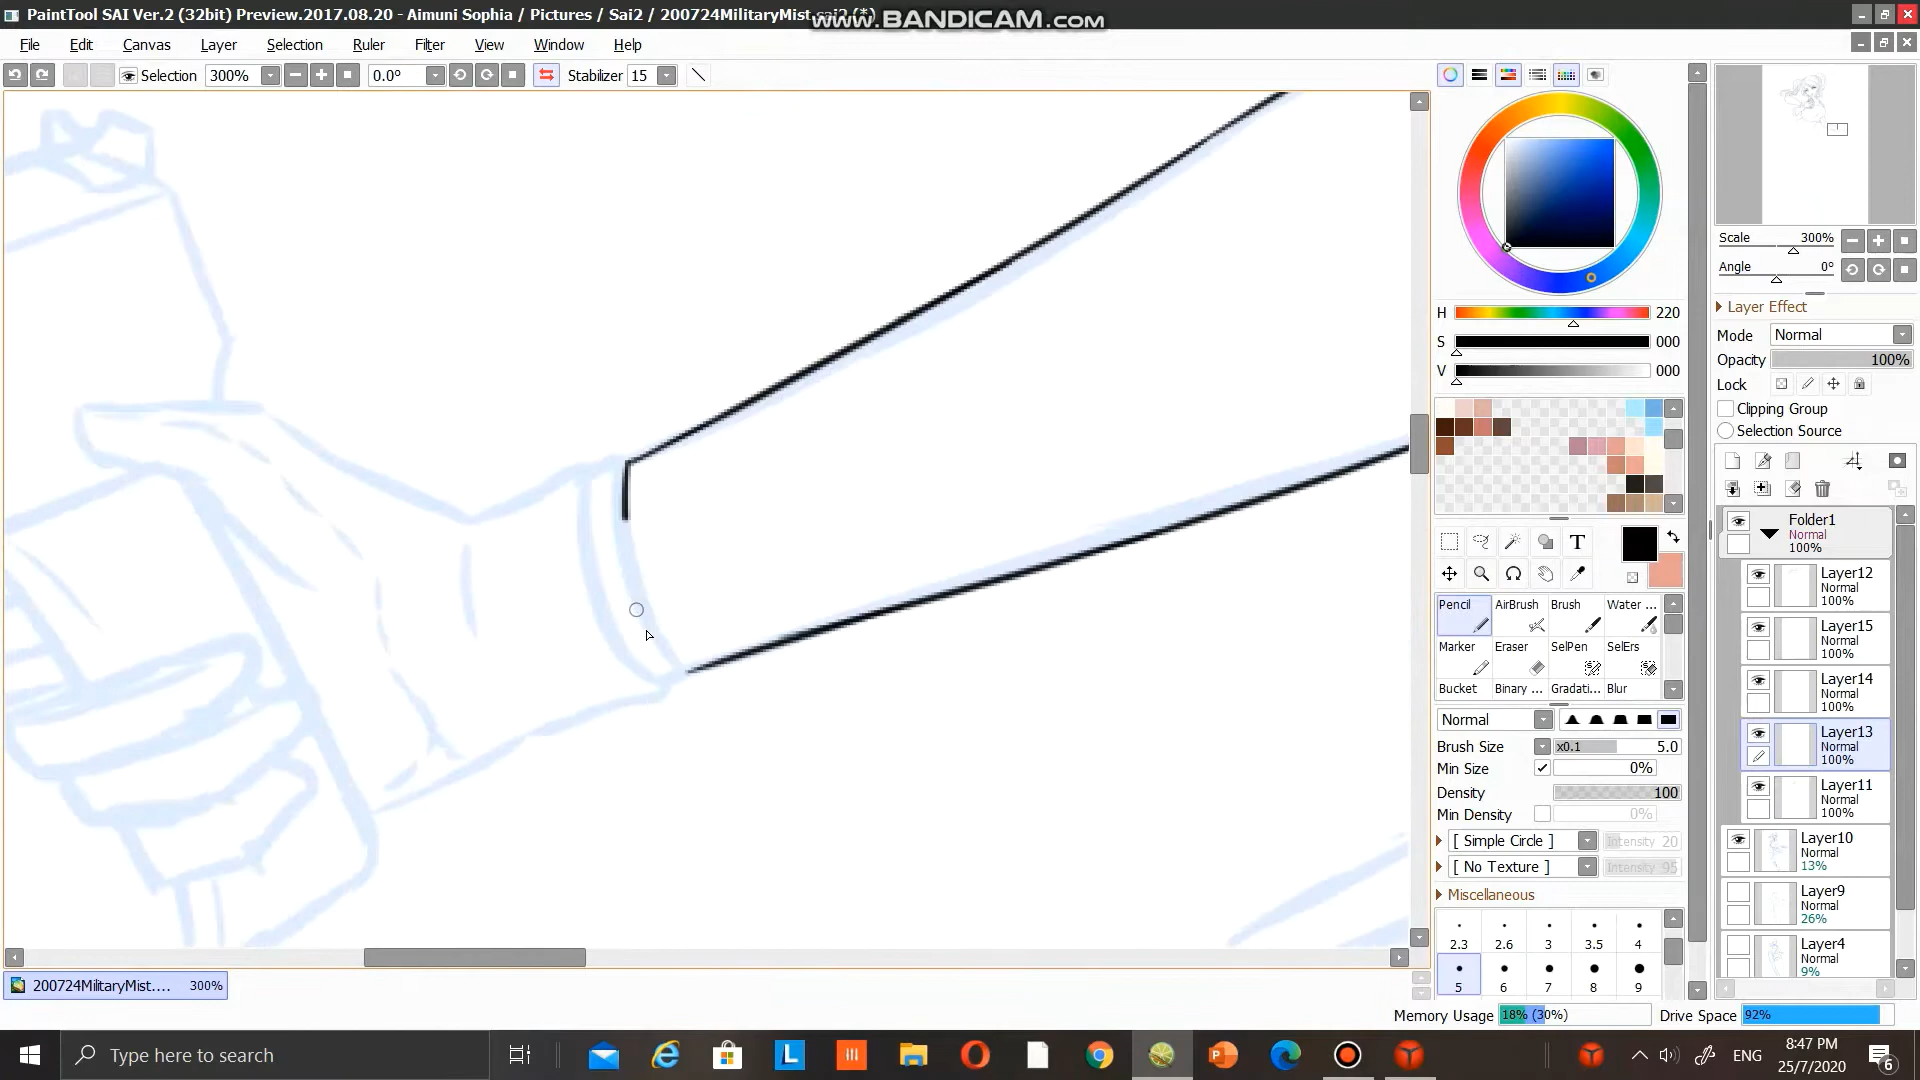 PaintTool SAI Ver.2 (32bit) Preview.2017.08.20 - Aimuni Sophia / Pictures / Sai2 / 200724MilitaryMist.sai2 (*)
www.BANDICAM.com
File Edit Canvas Layer Selection Ruler Filter View Window Help
Selection 300% 0.0° Stabilizer 15
Scale 300%
Angle 0°
H 220
S 000
V 000
Layer Effect
Mode Normal
Opacity 100%
Lock
Clipping Group
Selection Source
Folder1
Normal
100%
Layer12
Normal
100%
Layer15
Normal
100%
Layer14
Normal
100%
Layer13
Normal
100%
Layer11
Normal
100%
Layer10
Normal
13%
Layer9
Normal
26%
Layer4
Normal
9%
T
Pencil AirBrush Brush Water ...
Marker Eraser SelPen SelErs
Bucket Binary ... Gradati... Blur
Normal
Brush Size x0.1 5.0
Min Size 0%
Density 100
Min Density 0%
[ Simple Circle ] Intensity 20
[ No Texture ] Intensity 95
Miscellaneous
2.3 2.6 3 3.5 4
5 6 7 8 9
200724MilitaryMist.... 300%
Memory Usage 18% (30%) Drive Space 92%
Type here to search
L
ENG
8:47 PM
25/7/2020
6